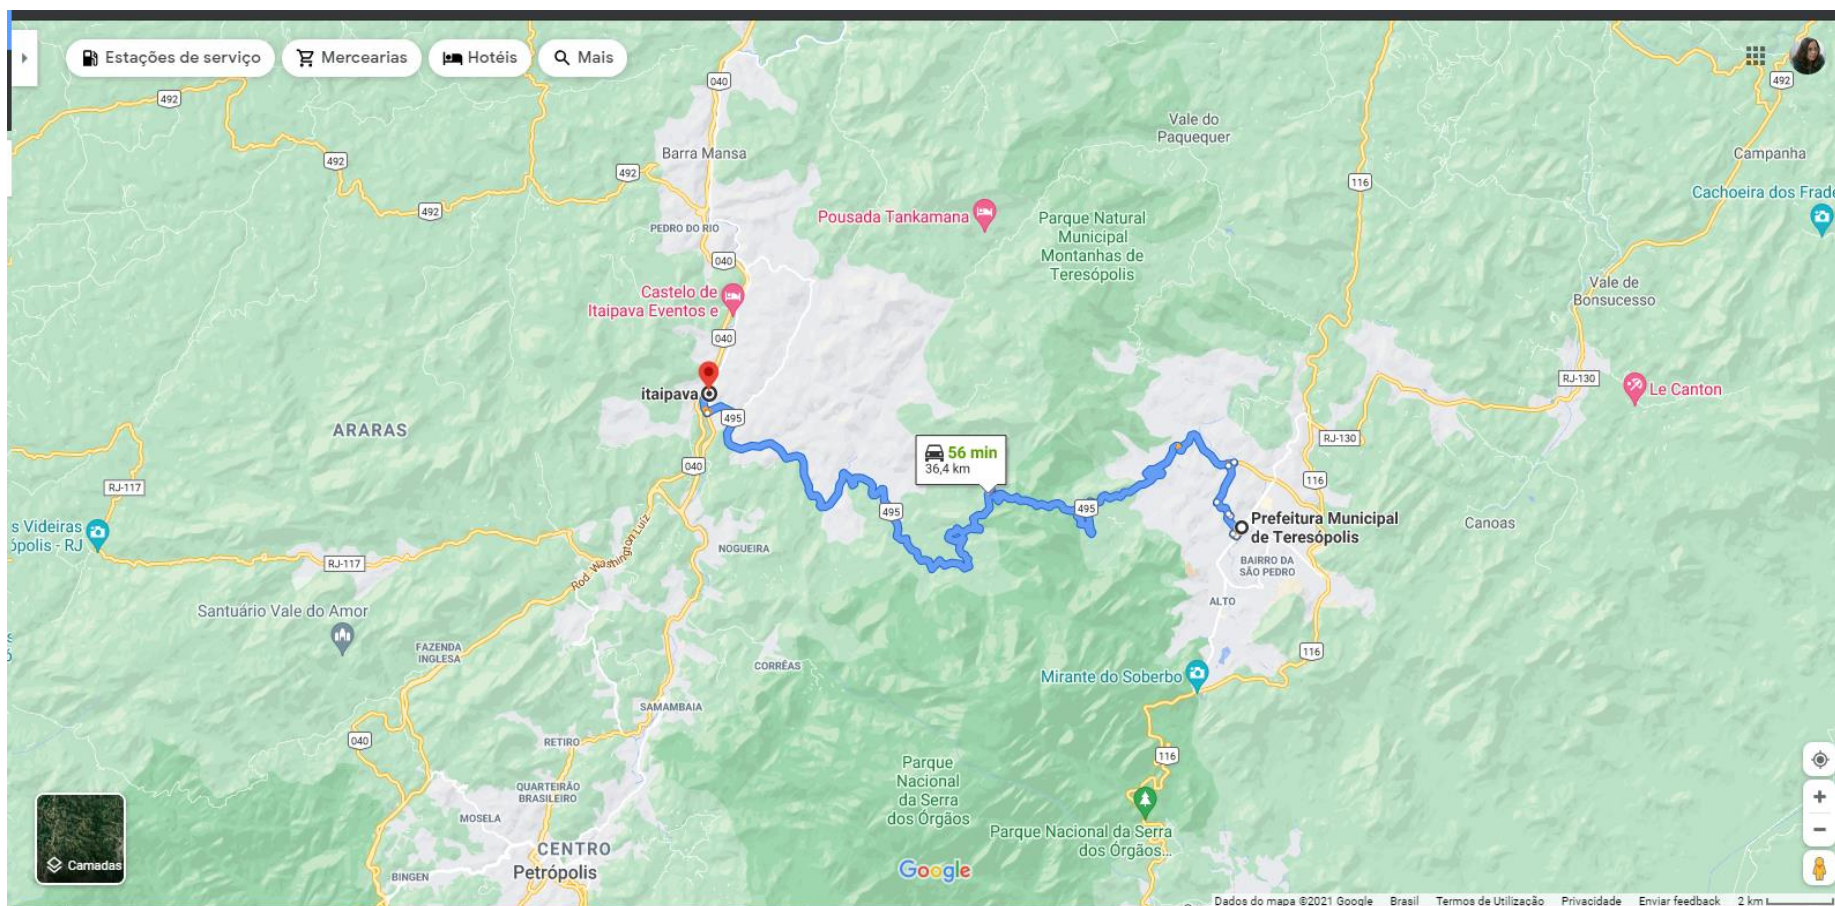 Estações de serviço
Mercearias
Hotéis
Mais
492
040
492
Vale do
Paquequer
Barra Mansa
492
492
116
Campanha
Cachoeira dos Frade
492
Pousada Tankamana
Parque Natural
Municipal
Montanhas de
Teresópolis
PEDRO DO RIO
040
Castelo de
Itaipava Eventos e
Vale de
Bonsucesso
040
itaipava
495
RJ-130
Le Canton
ARARAS
RJ-130
56 min
36,4 km
040
RJ-117
116
495
495
s Videiras
ópolis - RJ
Prefeitura Municipal
de Teresópolis
Canoas
Rod. Washington Luíz
NOGUEIRA
RJ-117
BAIRRO DA
SÃO PEDRO
Santuário Vale do Amor
ALTO
FAZENDA
INGLESA
CORRÊAS
116
Mirante do Soberbo
SAMAMBAIA
040
RETIRO
116
Parque
Nacional
da Serra
dos Órgãos
QUARTEIRÃO
BRASILEIRO
MOSELA
Parque Nacional da Serra
dos Órgãos...
CENTRO
Petrópolis
BINGEN
Camadas
Google
Dados do mapa ©2021 Google Brasil Termos de Utilização Privacidade Enviar feedback 2 km